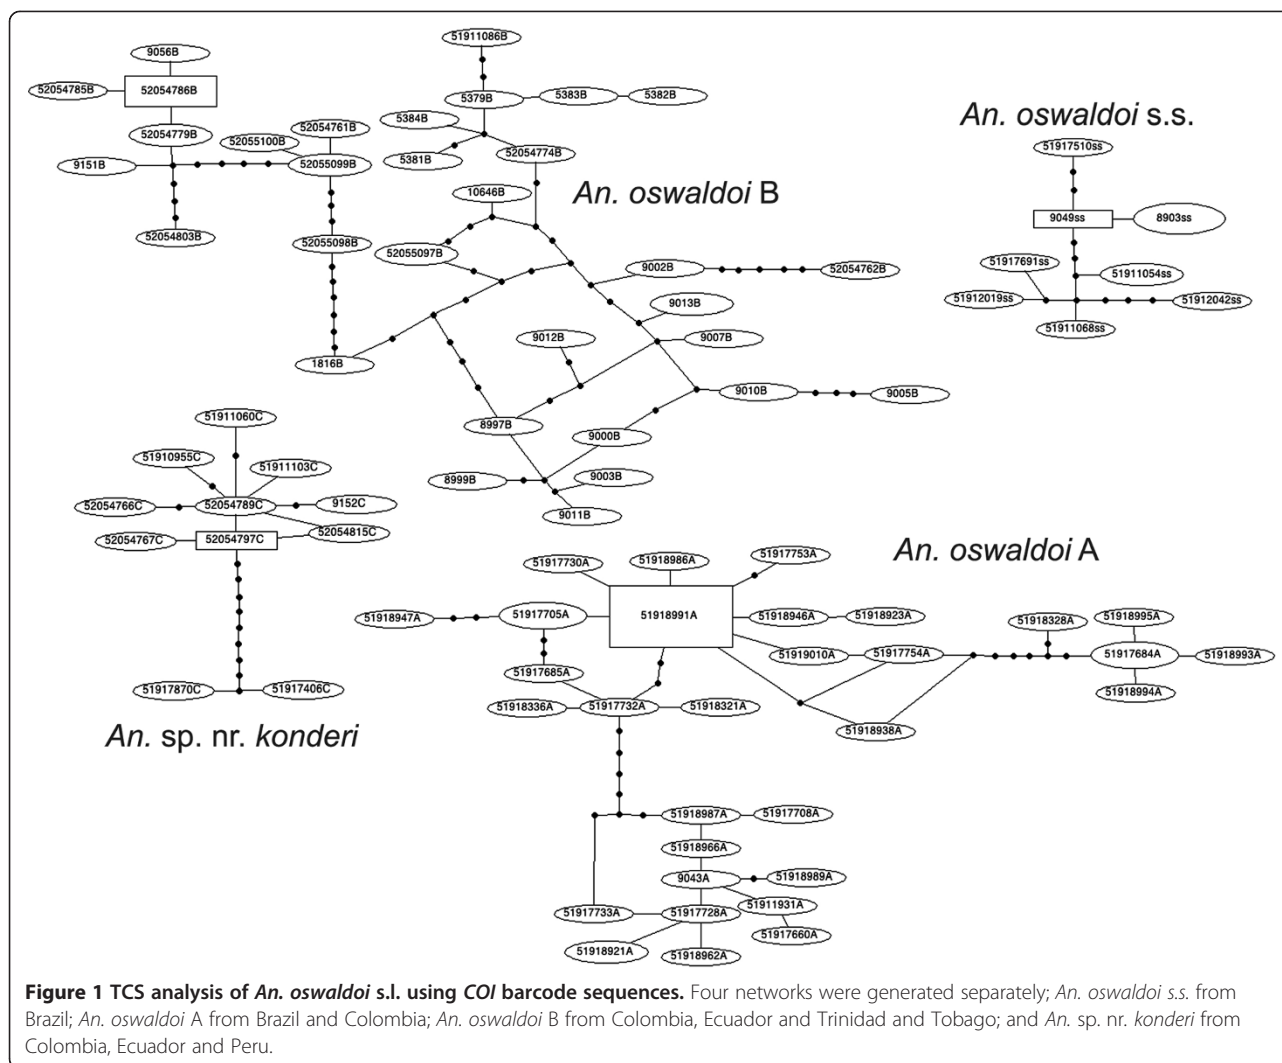 9056B
52054785B
52054786B
52054779B
9151B
52054803B
52054761B
52055100B
52055099B
52055098B
1816B
51911086B
5379B
5383B
5382B
5384B
5381B
52054774B
An. oswaldoi B
10646B
52055097B
9002B
52054762B
9013B
9012B
9007B
9010B
9005B
8997B
9000B
8999B
9003B
9011B
An. oswaldoi s.s.
51917510ss
9049ss
8903ss
51917691ss
51911054ss
51912019ss
51912042ss
51911068ss
51911060C
51910955C
51911103C
52054766C
52054789C
9152C
52054767C
52054797C
52054815C
51917870C
51917406C
An. sp. nr. konderi
An. oswaldoi A
51917730A
51918986A
51917753A
51918947A
51917705A
51918991A
51918946A
51918923A
51919010A
51917754A
51918328A
51918995A
51917684A
51918993A
51918994A
51917685A
51918336A
51917732A
51918321A
51918938A
51918987A
51917708A
51918966A
9043A
51918989A
51911931A
51917733A
51917728A
51917660A
51918921A
51918962A
Figure 1 TCS analysis of An. oswaldoi s.l. using COI barcode sequences. Four networks were generated separately; An. oswaldoi s.s. from
Brazil; An. oswaldoi A from Brazil and Colombia; An. oswaldoi B from Colombia, Ecuador and Trinidad and Tobago; and An. sp. nr. konderi from
Colombia, Ecuador and Peru.